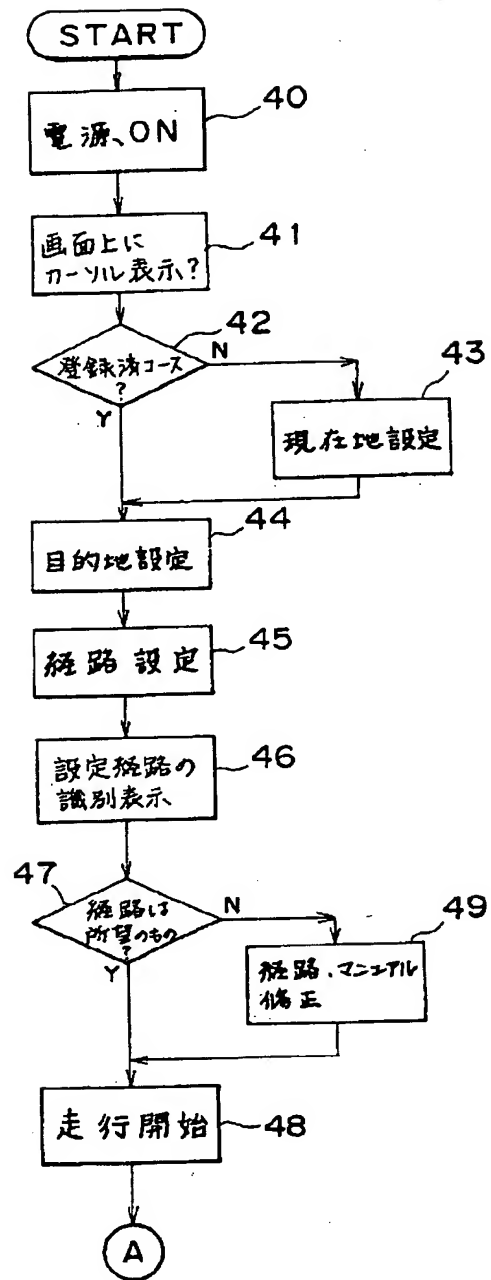 START
40
電源、ON
41
画面上に
カーソル表示?
42
登録済コース
?
N
Y
43
現在地設定
44
目的地設定
45
経路設定
46
設定経路の
識別表示
47
経路は
所望のもの
?
N
Y
49
経路、マニュアル
修正
走行開始
48
A